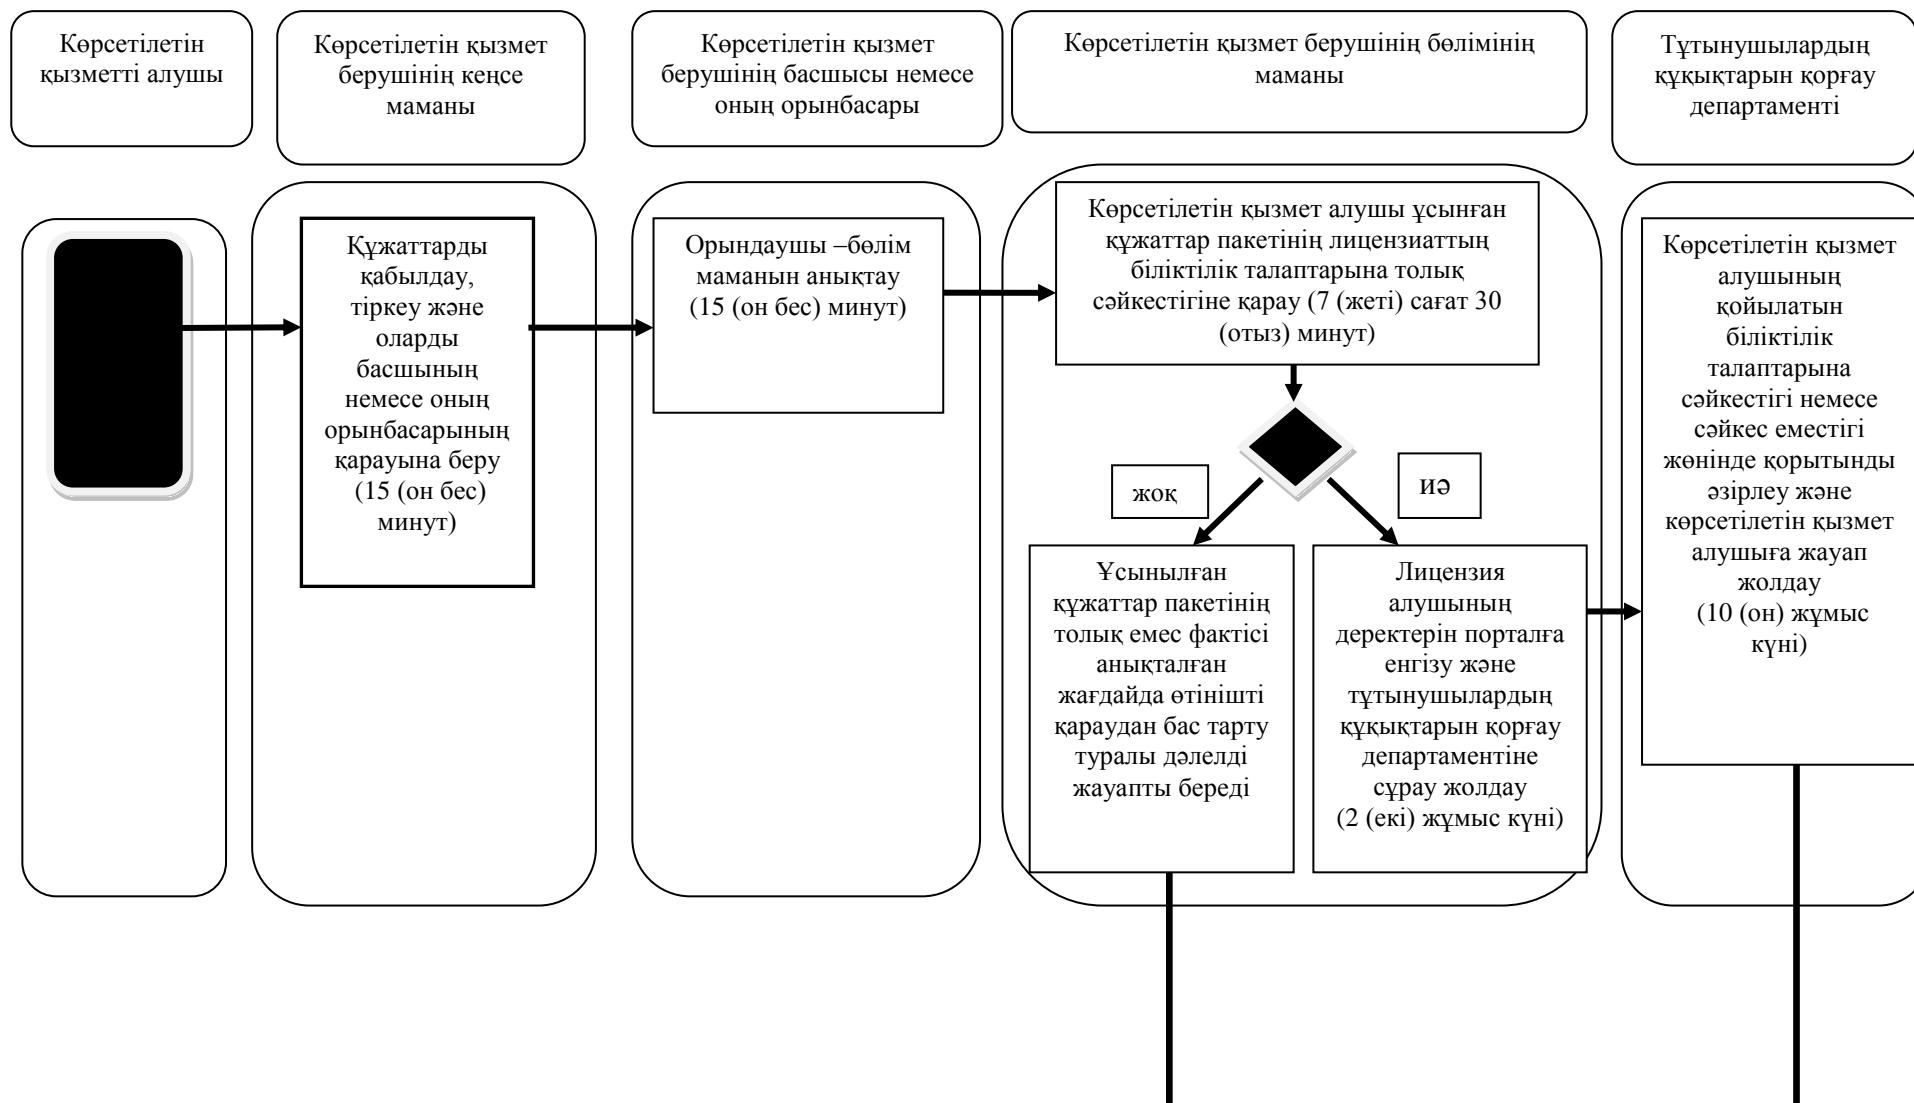 Көрсетілетін
қызметті алушы
Көрсетілетін қызмет
берушінің кеңсе
маманы
Көрсетілетін қызмет
берушінің басшысы немесе
оның орынбасары
Көрсетілетін қызмет берушінің бөлімінің
маманы
Тұтынушылардың
құқықтарын қорғау
департаменті
Құжаттарды
қабылдау,
тіркеу және
оларды
басшының
немесе оның
орынбасарының
қарауына беру
(15 (он бес)
минут)
Орындаушы –бөлім
маманын анықтау
(15 (он бес) минут)
Көрсетілетін қызмет алушы ұсынған
құжаттар пакетінің лицензиаттың
біліктілік талаптарына толық
сәйкестігіне қарау (7 (жеті) сағат 30
(отыз) минут)
жоқ
иә
Ұсынылған
құжаттар пакетінің
толық емес фактісі
анықталған
жағдайда өтінішті
қараудан бас тарту
туралы дәлелді
жауапты береді
Лицензия
алушының
деректерін порталға
енгізу және
тұтынушылардың
құқықтарын қорғау
департаментіне
сұрау жолдау
(2 (екі) жұмыс күні)
Көрсетілетін қызмет
алушының
қойылатын
біліктілік
талаптарына
сәйкестігі немесе
сәйкес еместігі
жөнінде қорытынды
әзірлеу және
көрсетілетін қызмет
алушыға жауап
жолдау
(10 (он) жұмыс
күні)